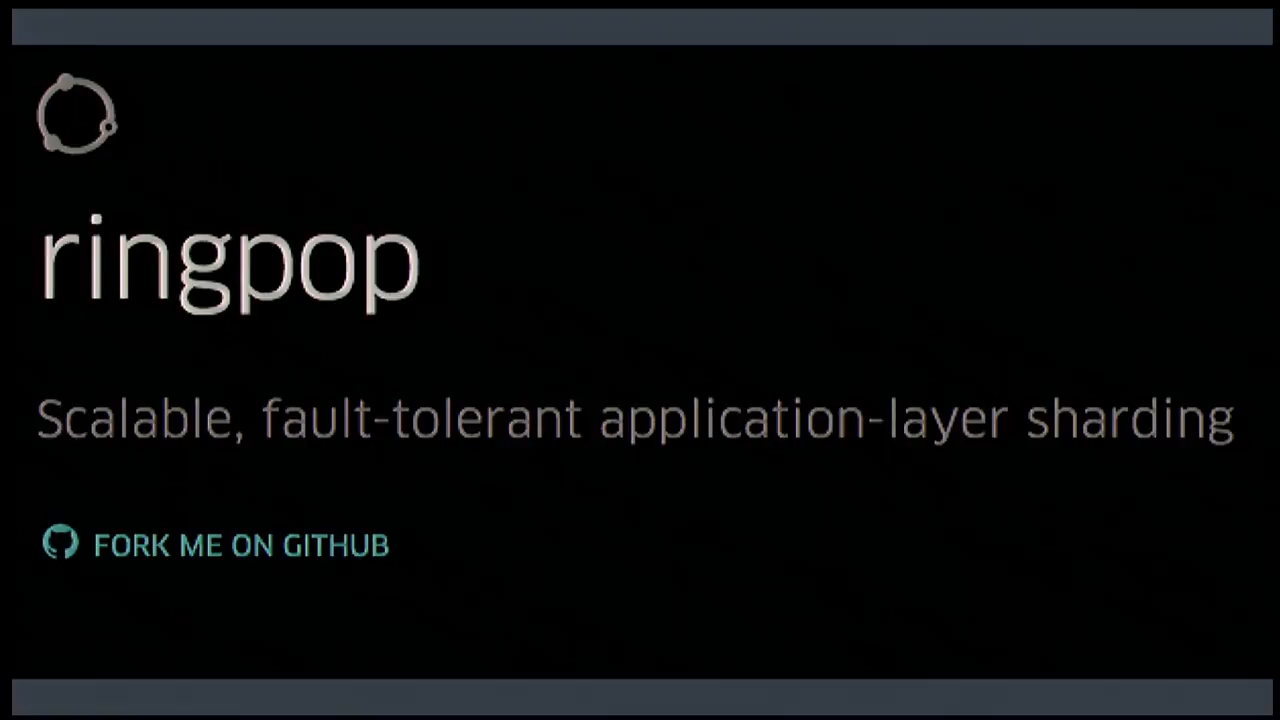 ringpop
Scalable, fault-tolerant application-layer sharding
FORK ME ON GITHUB